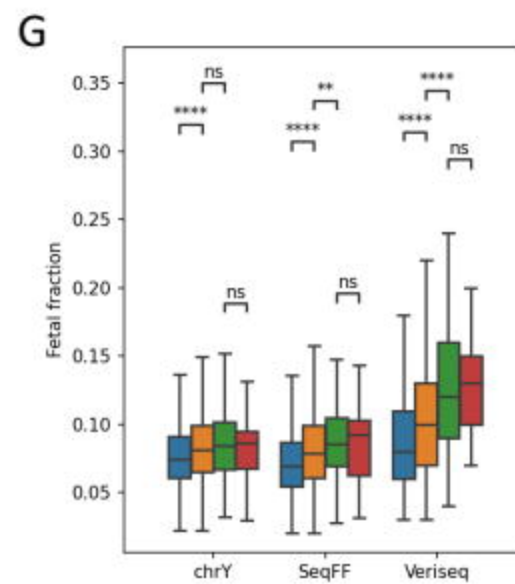 G
0.35
0.30
0.25
0.20
0.15
0.10
0.05
Fetal fraction
ns
****
ns
**
****
ns
****
****
ns
chrY
SeqFF
Veriseq